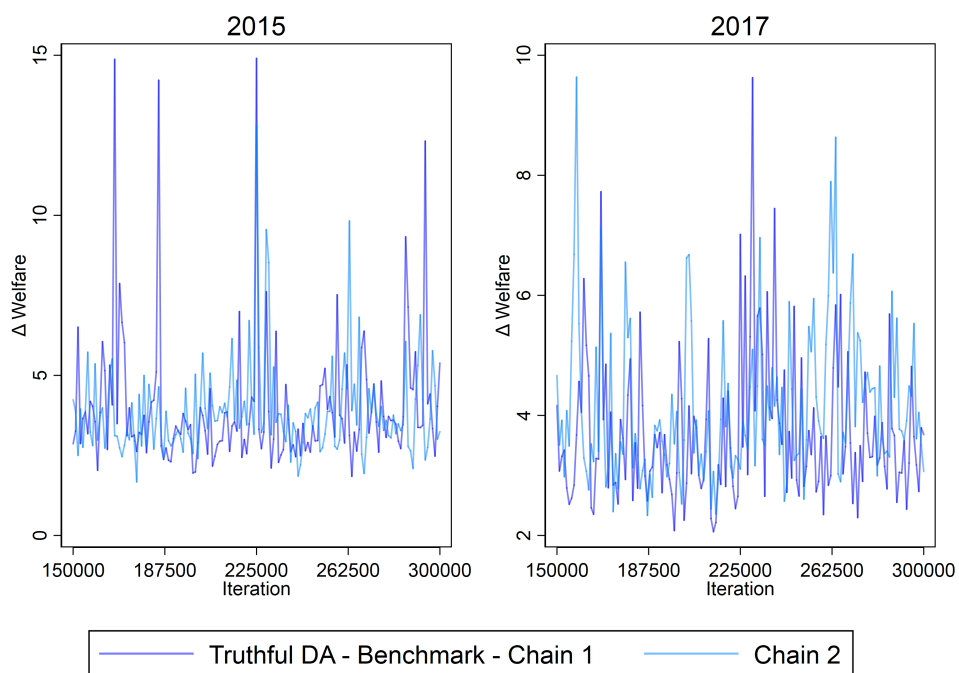 2015
Δ Welfare
15
10
5
0
150000 187500 225000 262500 300000
Iteration
2017
Δ Welfare
10
8
6
4
2
150000 187500 225000 262500 300000
Iteration
Truthful DA - Benchmark - Chain 1 Chain 2